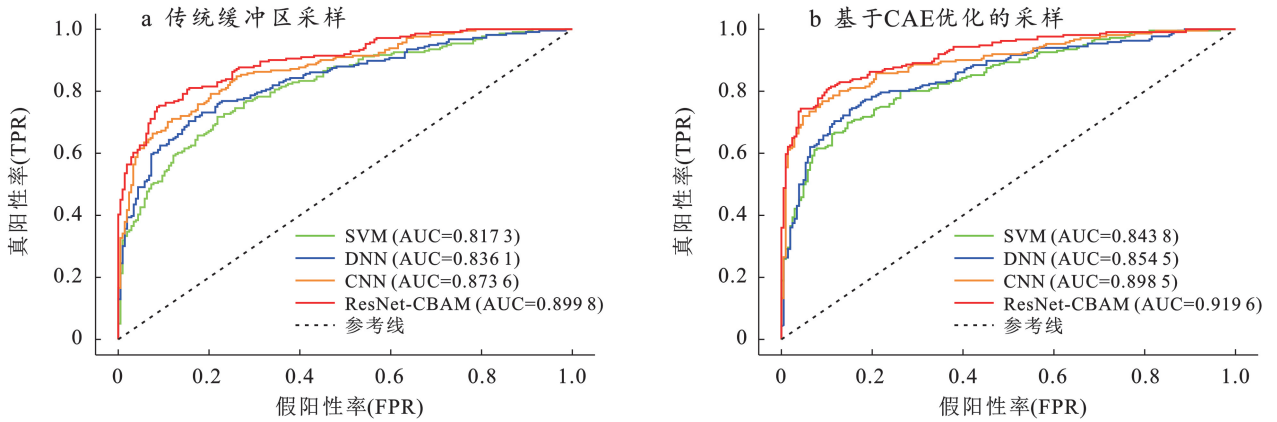 a 传统缓冲区采样
1.0
0.8
0.6
0.4
0.2
0
真阳性率(TPR)
SVM (AUC=0.817 3)
DNN (AUC=0.836 1)
CNN (AUC=0.873 6)
ResNet-CBAM (AUC=0.899 8)
参考线
0 0.2 0.4 0.6 0.8 1.0
假阳性率(FPR)
b 基于CAE优化的采样
1.0
0.8
0.6
0.4
0.2
0
真阳性率(TPR)
SVM (AUC=0.843 8)
DNN (AUC=0.854 5)
CNN (AUC=0.898 5)
ResNet-CBAM (AUC=0.919 6)
参考线
0 0.2 0.4 0.6 0.8 1.0
假阳性率(FPR)